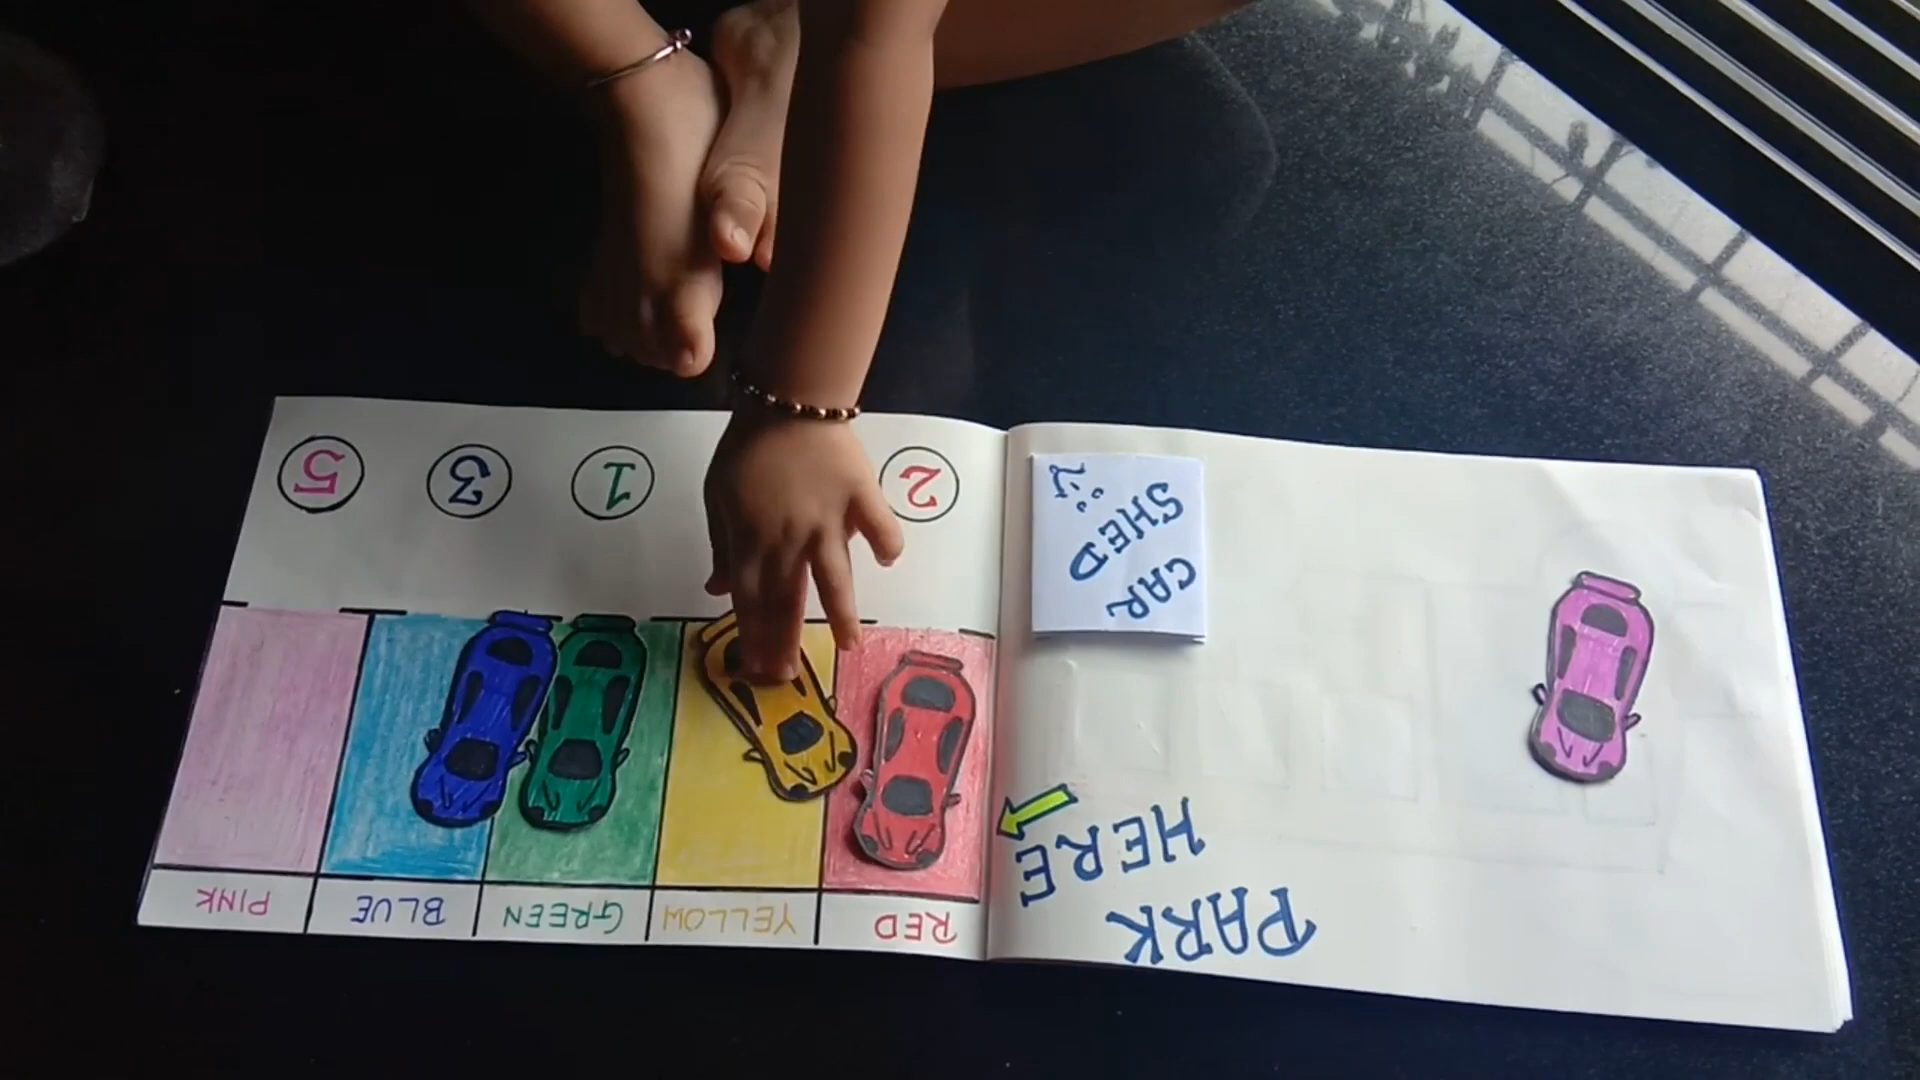 RED
YELLOW
GREEN
BLUE
PINK
2
1
3
5
PARK
HERE
CAR
SHED